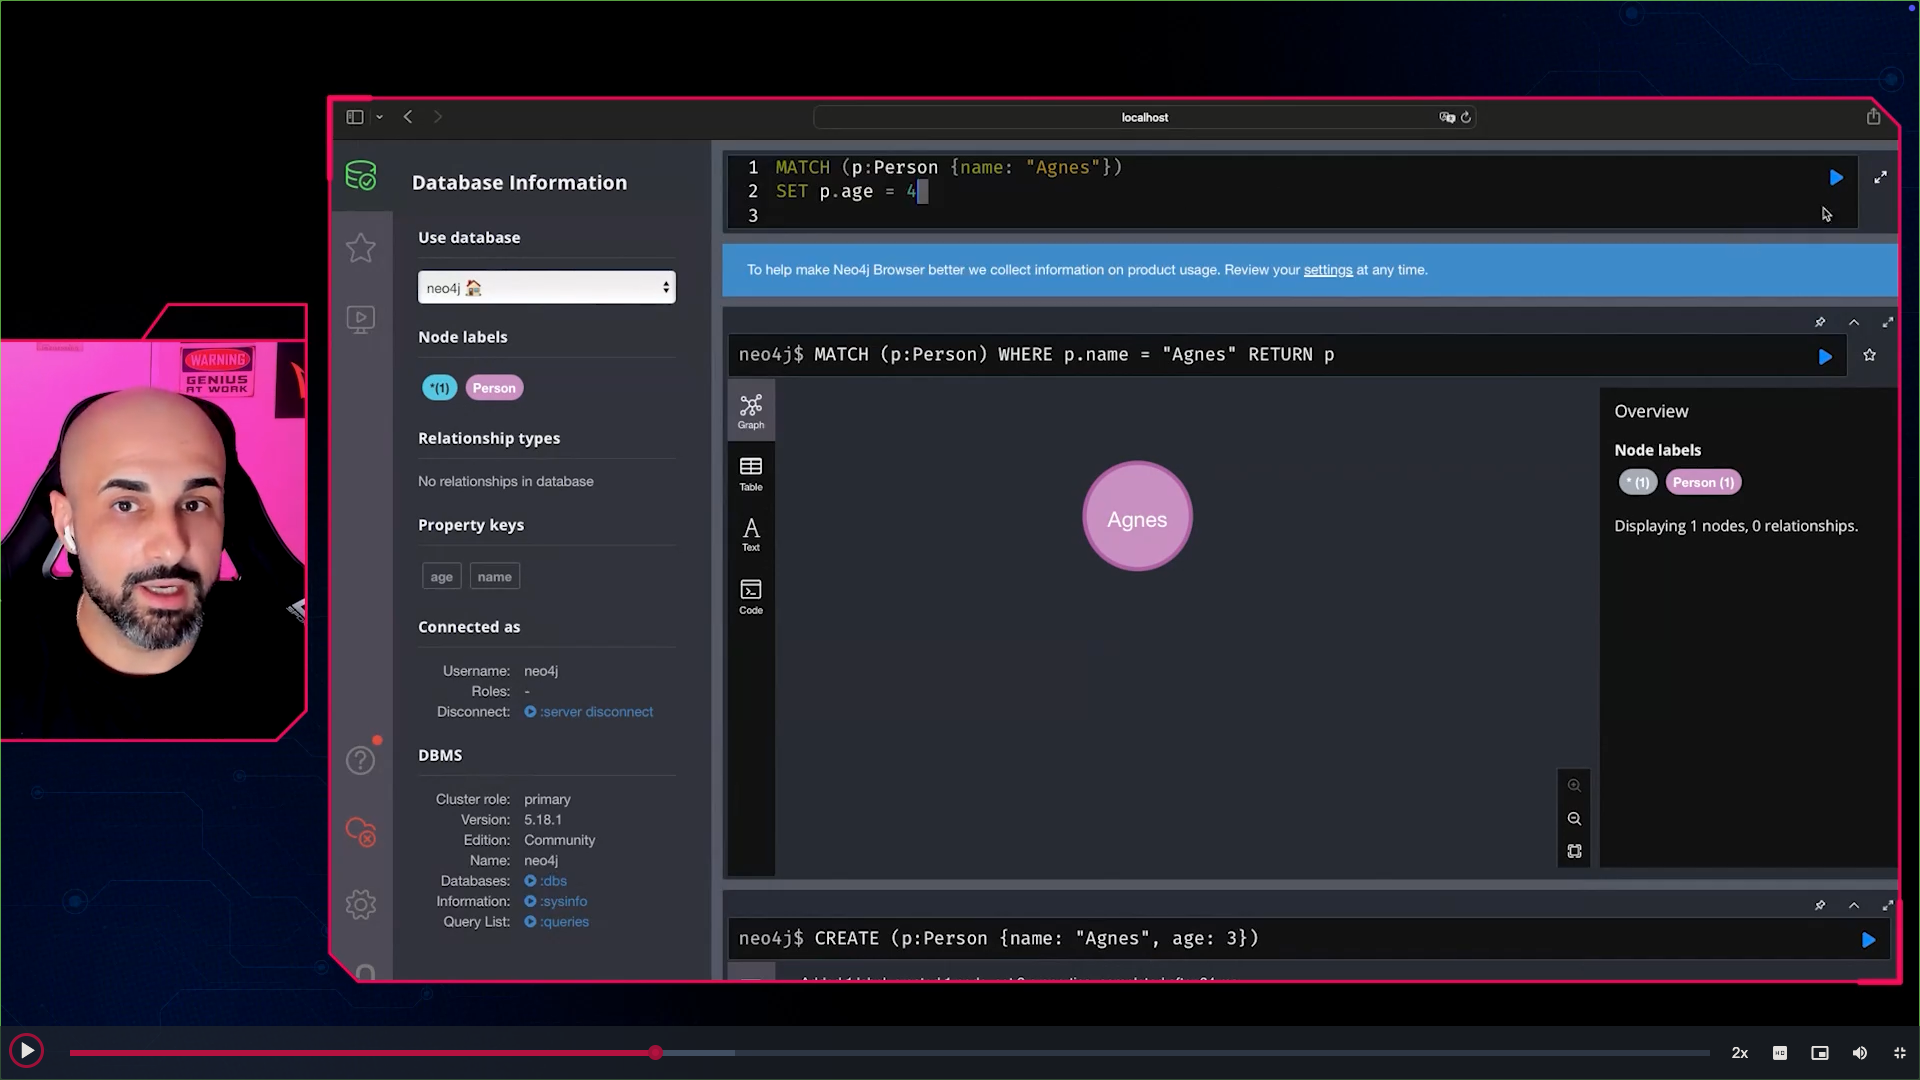 localhost
Database Information
Use database
neo4j
Node labels
*(1) Person
Relationship types
No relationships in database
Property keys
age name
Connected as
Username: neo4j
Roles: -
Disconnect: :server disconnect
DBMS
Cluster role: primary
Version: 5.18.1
Edition: Community
Name: neo4j
Databases: :dbs
Information: :sysinfo
Query List: :queries
1 MATCH (p:Person {name: "Agnes"})
2 SET p.age = 4
3
To help make Neo4j Browser better we collect information on product usage. Review your settings at any time.
neo4j$ MATCH (p:Person) WHERE p.name = "Agnes" RETURN p
Graph
Table
Text
Code
Agnes
Overview
Node labels
* (1) Person (1)
Displaying 1 nodes, 0 relationships.
neo4j$ CREATE (p:Person {name: "Agnes", age: 3})
WARNING
GENIUS
AT WORK
2x